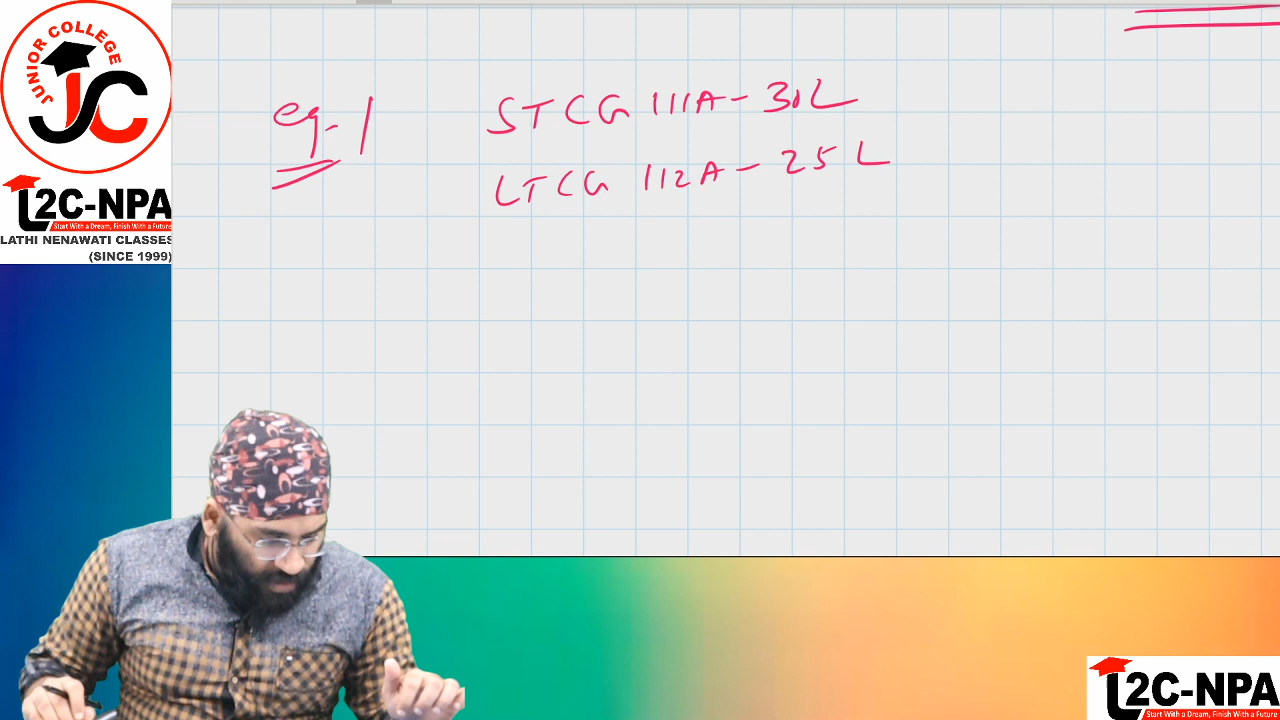 JUNIOR COLLEGE
JC
L2C-NPA
Start With a Dream, Finish With a Future
LATHI NENAWATI CLASSES
(SINCE 1999)
eg.1
STCG 111A - 30L
LTCG 112A - 25L
L2C-NPA
Start With a Dream, Finish With a Future